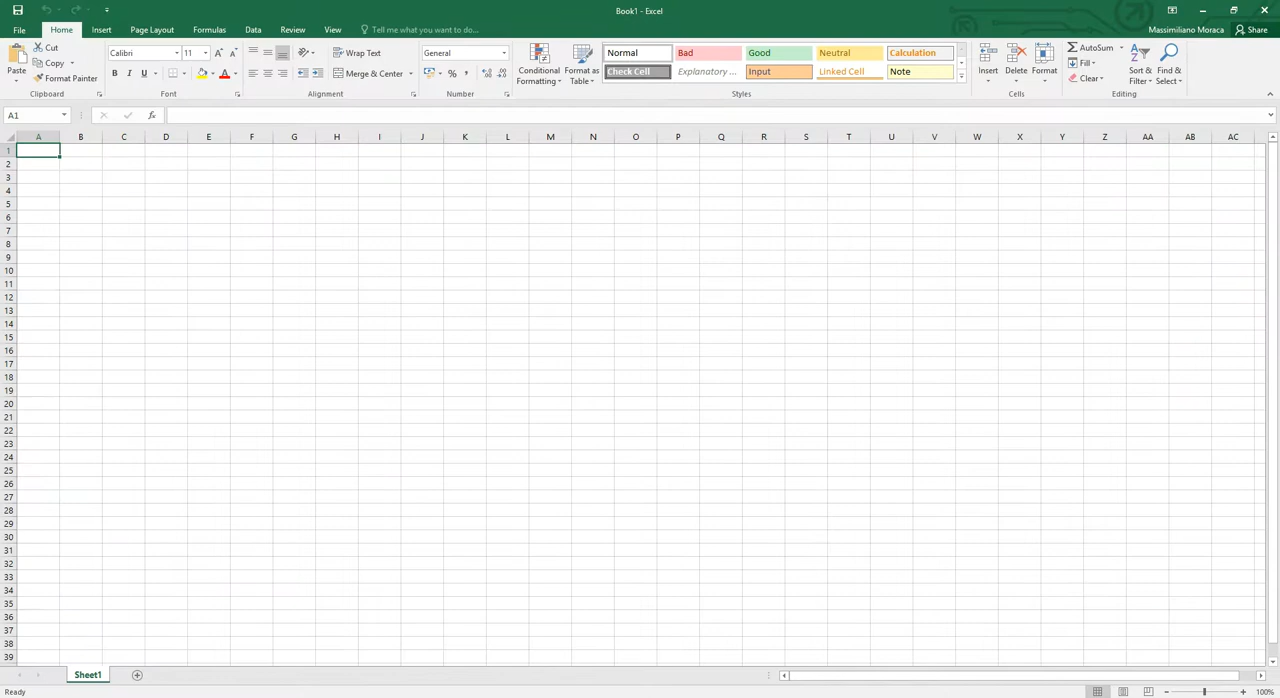 Book1 - Excel
File Home Insert Page Layout Formulas Data Review View Tell me what you want to do... Massimiliano Moraca Share
Paste
Cut
Copy
Format Painter
Clipboard
Calibri 11
B I U
Font
Wrap Text
Merge & Center
Alignment
General
%
Number
Conditional Formatting
Format as Table
Normal Bad Good Neutral Calculation
Check Cell Explanatory ... Input Linked Cell Note
Styles
Insert Delete Format
Cells
AutoSum
Fill
Clear
Sort & Filter
Find & Select
Editing
A1 fx
A B C D E F G H I J K L M N O P Q R S T U V W X Y Z AA AB AC
1
2
3
4
5
6
7
8
9
10
11
12
13
14
15
16
17
18
19
20
21
22
23
24
25
26
27
28
29
30
31
32
33
34
35
36
37
38
39
Sheet1
Ready 100%